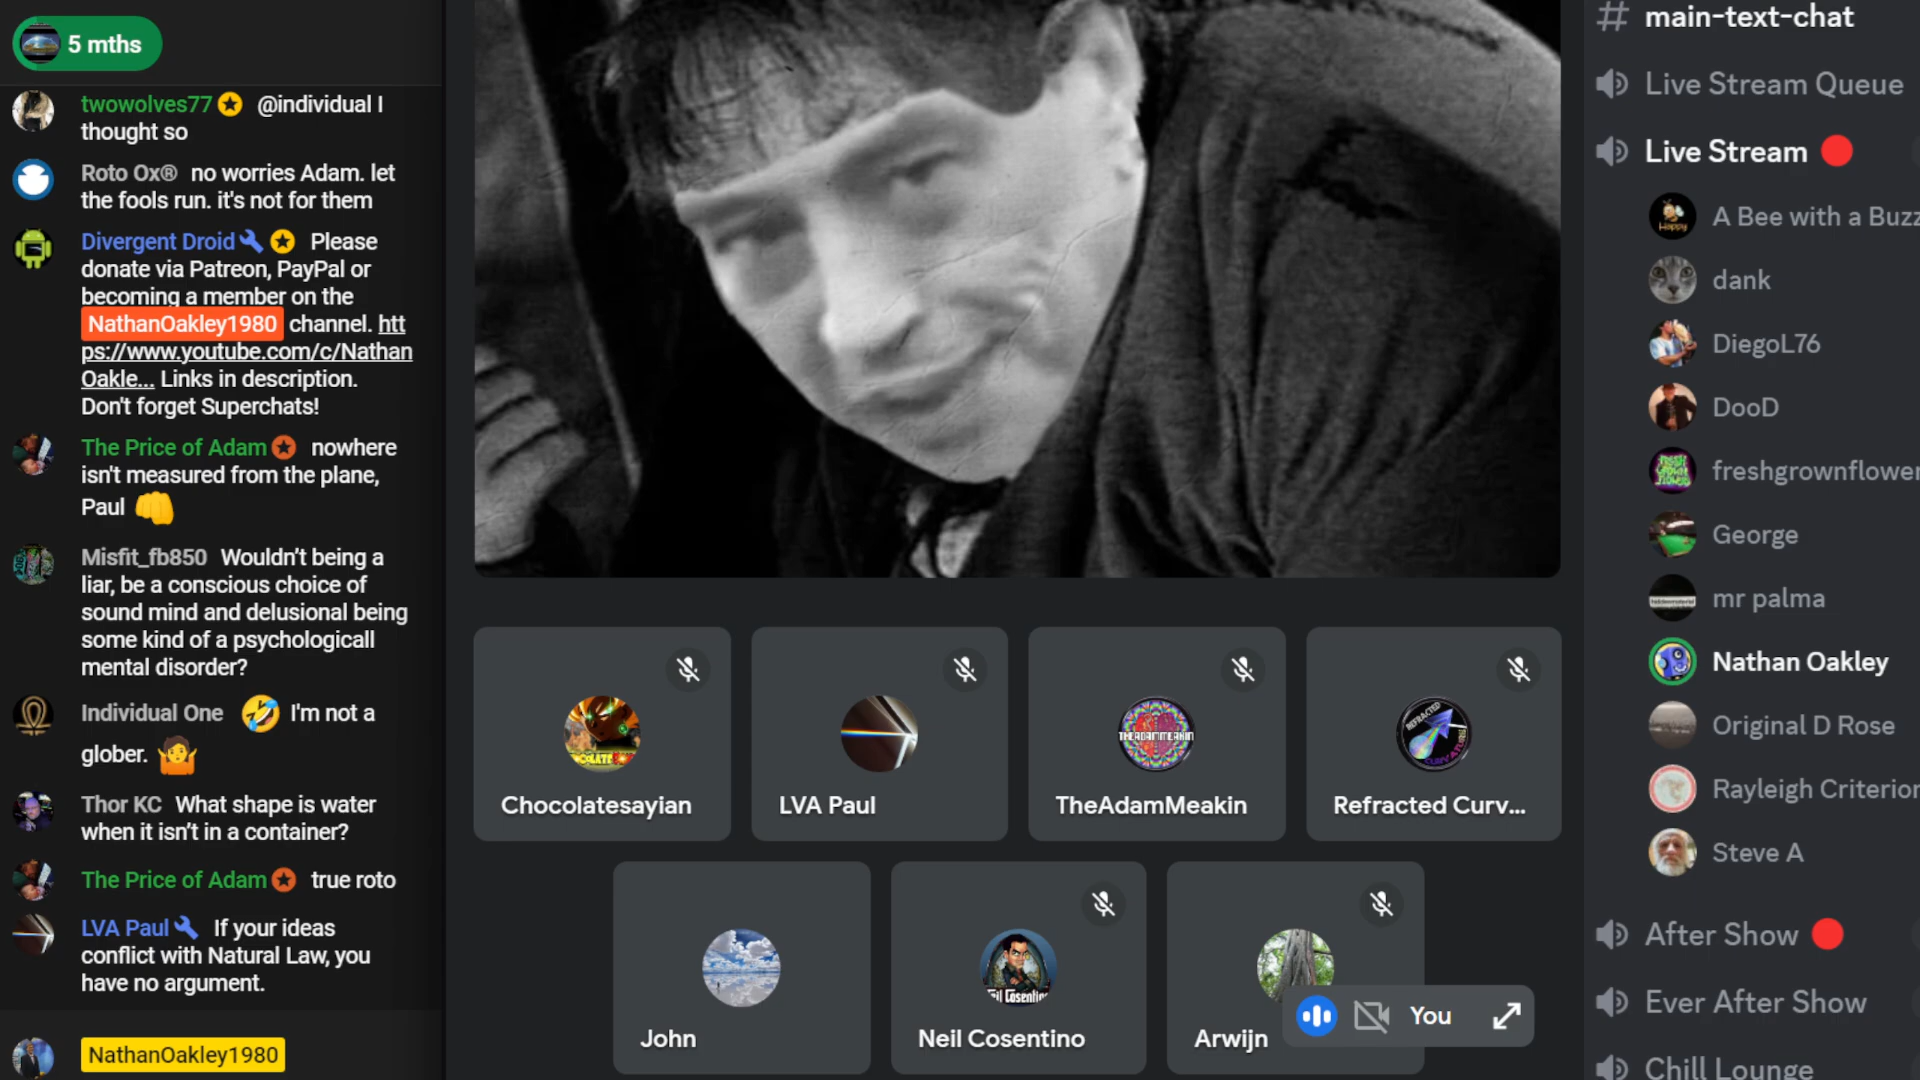 5 mths
twowolves77 @individual I
thought so
Roto Ox® no worries Adam. let
the fools run. it's not for them
Divergent Droid Please
donate via Patreon, PayPal or
becoming a member on the
NathanOakley1980 channel. htt
ps://www.youtube.com/c/Nathan
Oakle... Links in description.
Don't forget Superchats!
The Price of Adam nowhere
isn't measured from the plane,
Paul
Misfit_fb850 Wouldn't being a
liar, be a conscious choice of
sound mind and delusional being
some kind of a psychologicall
mental disorder?
Individual One I'm not a
glober.
Thor KC What shape is water
when it isn't in a container?
The Price of Adam true roto
LVA Paul If your ideas
conflict with Natural Law, you
have no argument.
NathanOakley1980
Chocolatesayian
LVA Paul
THEADAMMEAKIN
TheAdamMeakin
REFRACTED
Refracted Curv...
John
Neil Cosentino
Arwijn
You
# main-text-chat
Live Stream Queue
Live Stream
Happy
A Bee with a Buzz
dank
DiegoL76
DooD
freshgrownflower
George
mr palma
Nathan Oakley
Original D Rose
Rayleigh Criterion
Steve A
After Show
Ever After Show
Chill Lounge